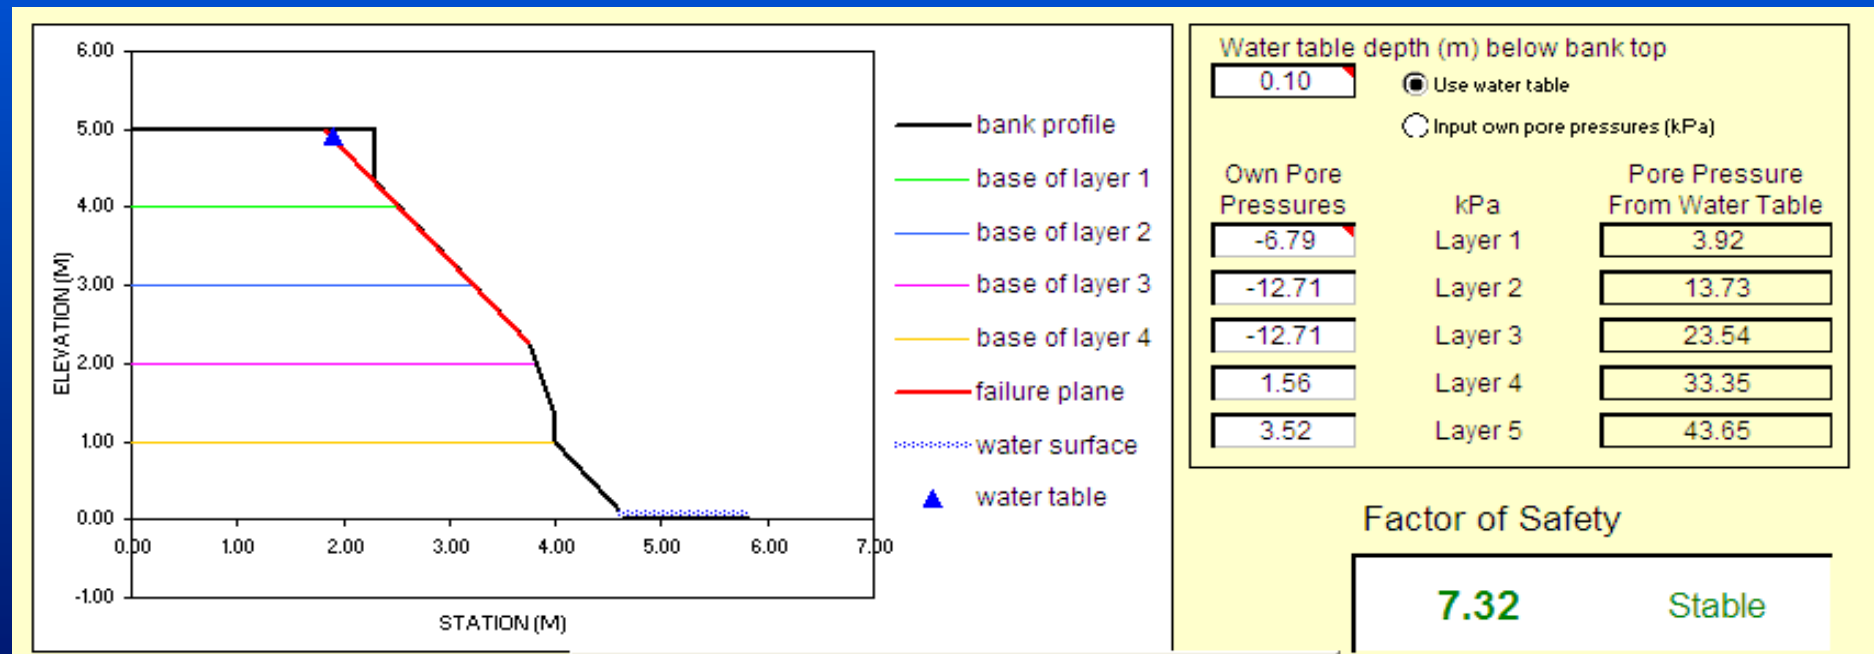 6.00
5.00
4.00
3.00
2.00
1.00
0.00
-1.00
ELEVATION (M)
0.00 1.00 2.00 3.00 4.00 5.00 6.00 7.00
STATION (M)
bank profile
base of layer 1
base of layer 2
base of layer 3
base of layer 4
failure plane
water surface
water table
Water table depth (m) below bank top
0.10 Use water table
Input own pore pressures (kPa)
Own Pore Pore Pressure
Pressures kPa From Water Table
-6.79 Layer 1 3.92
-12.71 Layer 2 13.73
-12.71 Layer 3 23.54
1.56 Layer 4 33.35
3.52 Layer 5 43.65
Factor of Safety
7.32 Stable